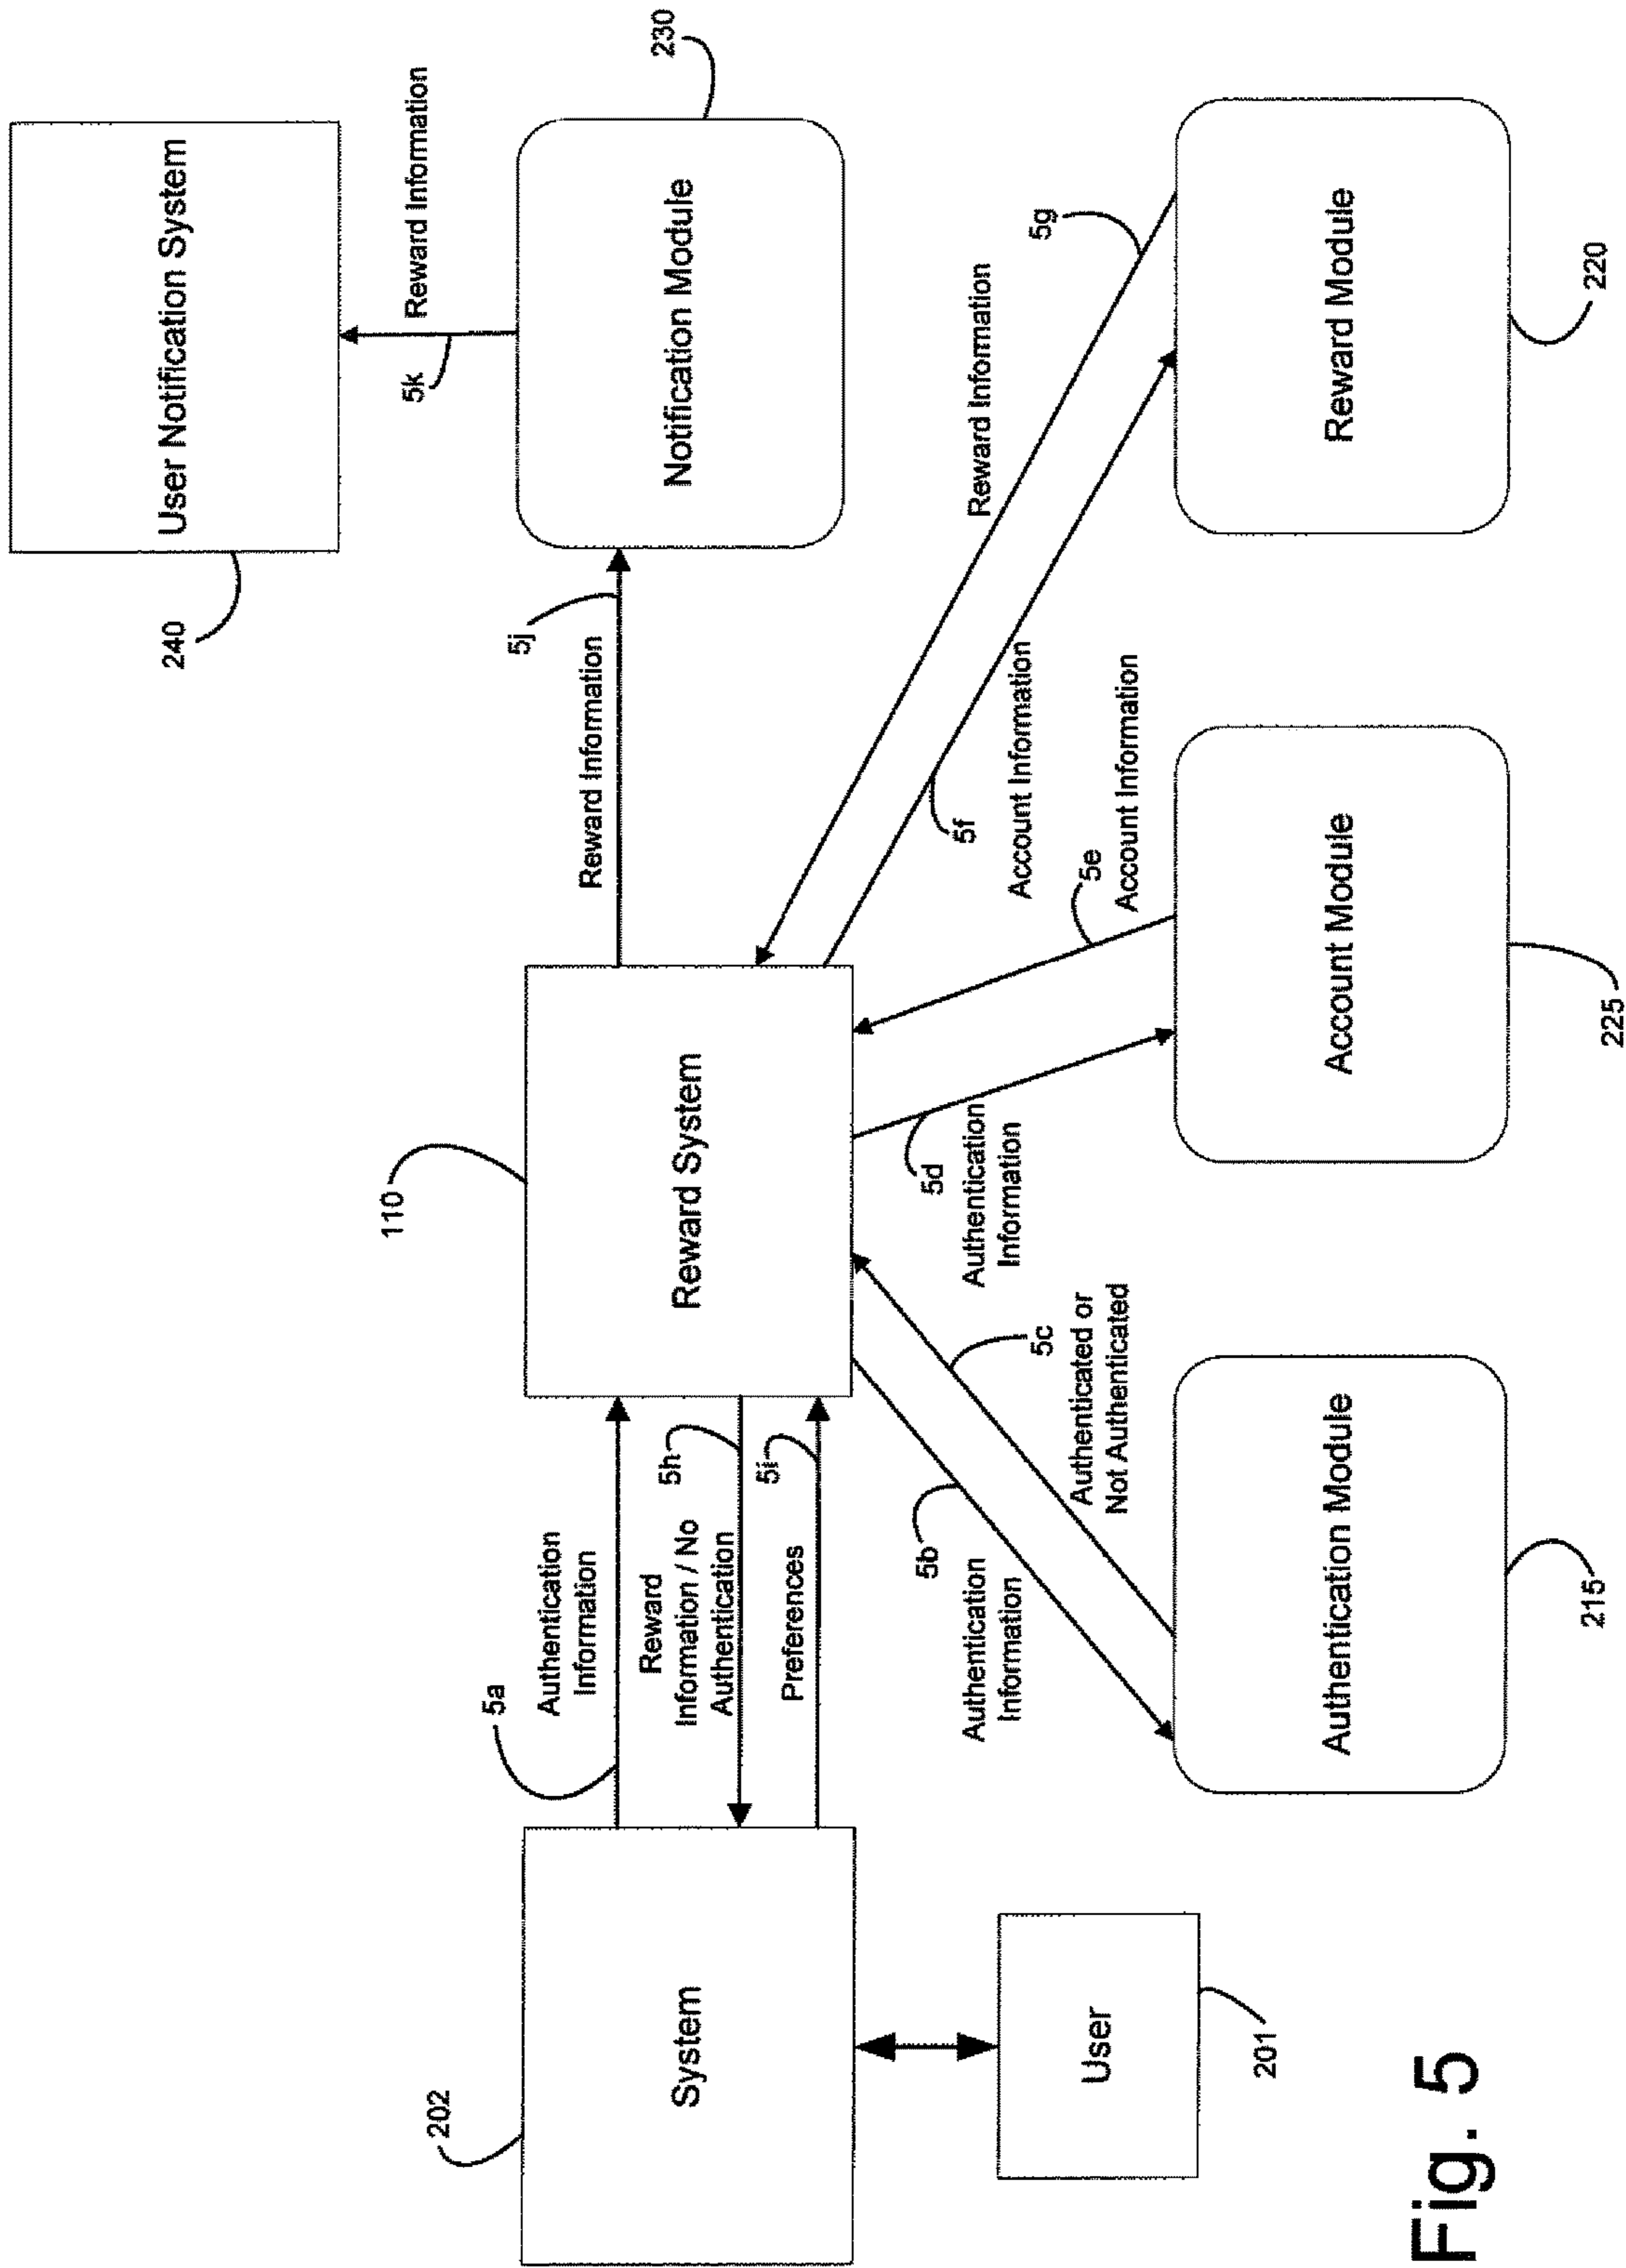 User Notification System
240
Reward Information
5k
230
Notification Module
Reward Information
5j
110
Reward System
5a
Authentication
Information
Reward
Information / No
Authentication
5h
Preferences
5i
202
System
User
201
5b
Authentication
Information
5c
Authenticated or
Not Authenticated
5d
Authentication
Information
5e
Account Information
5f
Account Information
Reward Information
5g
Authentication Module
215
Account Module
225
Reward Module
220
Fig. 5